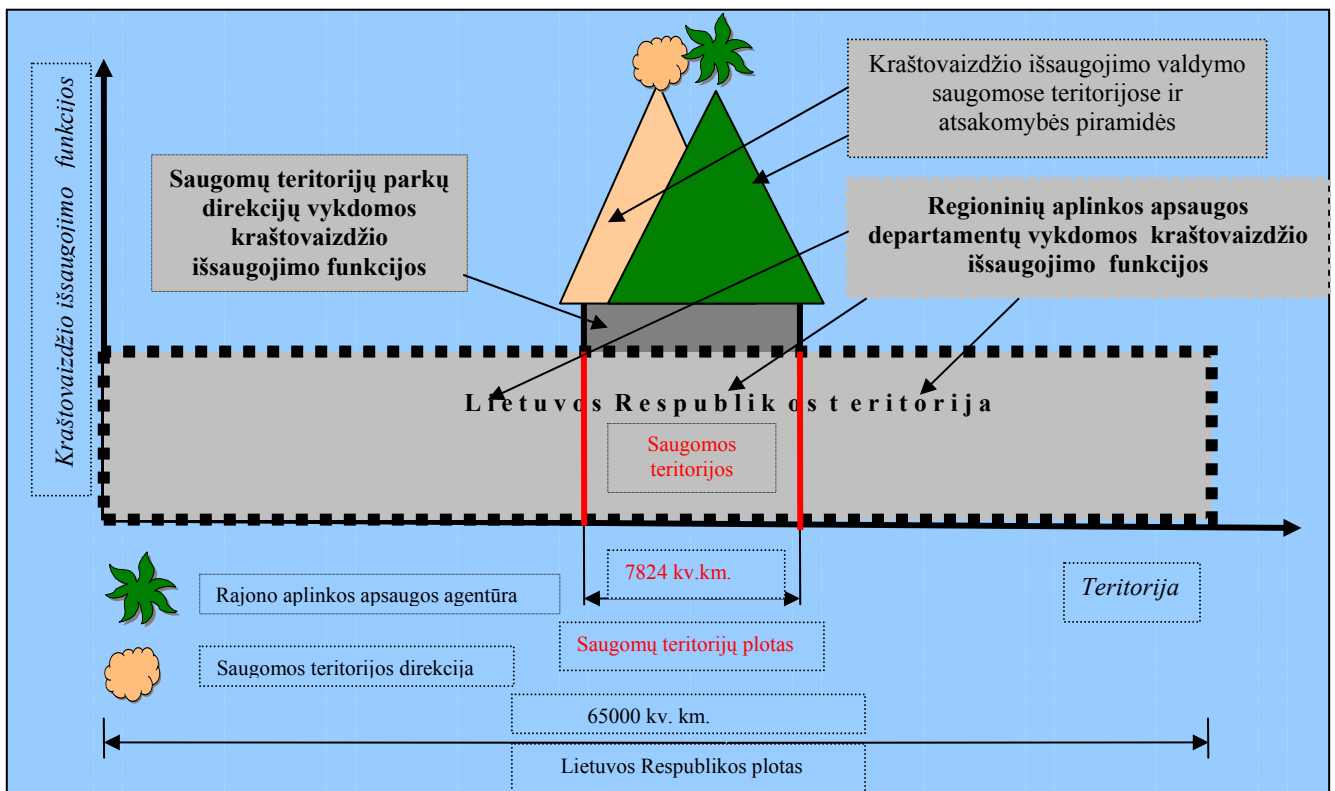 Kraštovaizdžio išsaugojimo funkcijos
Kraštovaizdžio išsaugojimo valdymo
saugomose teritorijose ir
atsakomybės piramidės
Saugomų teritorijų parkų
direkcijų vykdomos
kraštovaizdžio
išsaugojimo funkcijos
Regioninių aplinkos apsaugos
departamentų vykdomos kraštovaizdžio
išsaugojimo funkcijos
Lietuvos Respublikos teritorija
Saugomos
teritorijos
7824 kv.km.
Teritorija
Rajono aplinkos apsaugos agentūra
Saugomų teritorijų plotas
Saugomos teritorijos direkcija
65000 kv. km.
Lietuvos Respublikos plotas